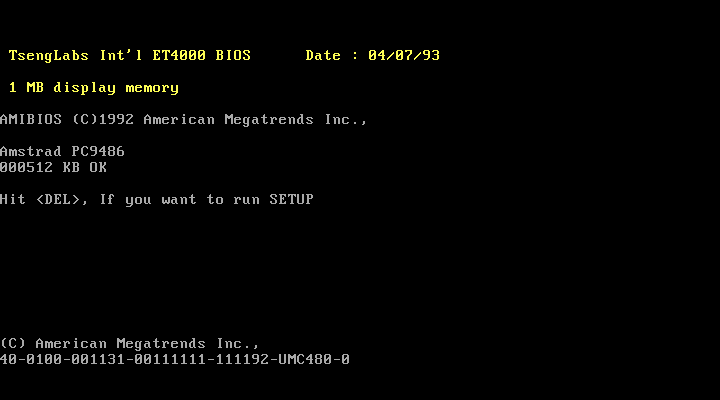 TsengLabs Int'l ET4000 BIOS Date : 04/07/93
1 MB display memory
AMIBIOS (C)1992 American Megatrends Inc.,
Amstrad PC9486
000512 KB OK
Hit <DEL>, If you want to run SETUP
(C) American Megatrends Inc.,
40-0100-001131-00111111-111192-UMC480-0